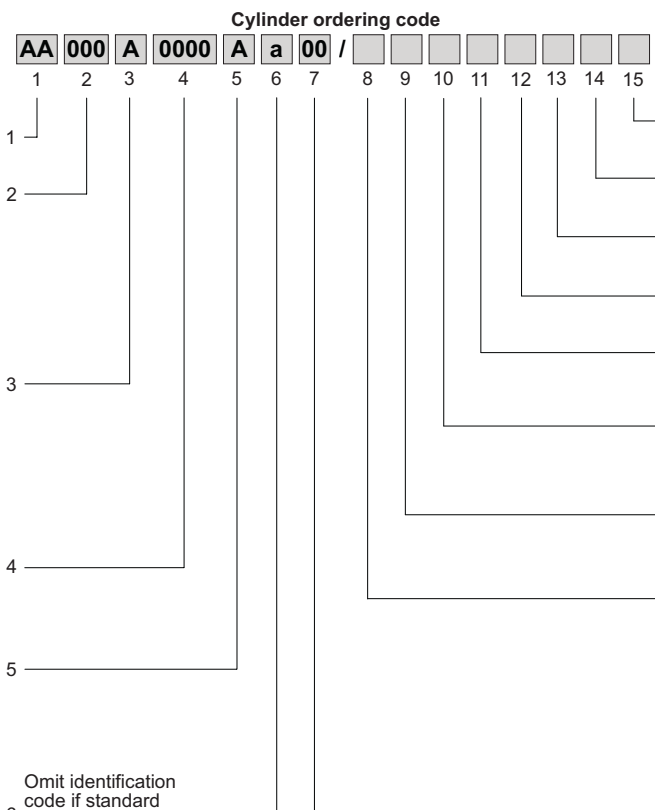 Cylinder ordering code
AA 000 A 0000 A a 00 /
1 2 3 4 5 6 7 8 9 10 11 12 13 14 15
1
2
3
4
5
Omit identification
code if standard